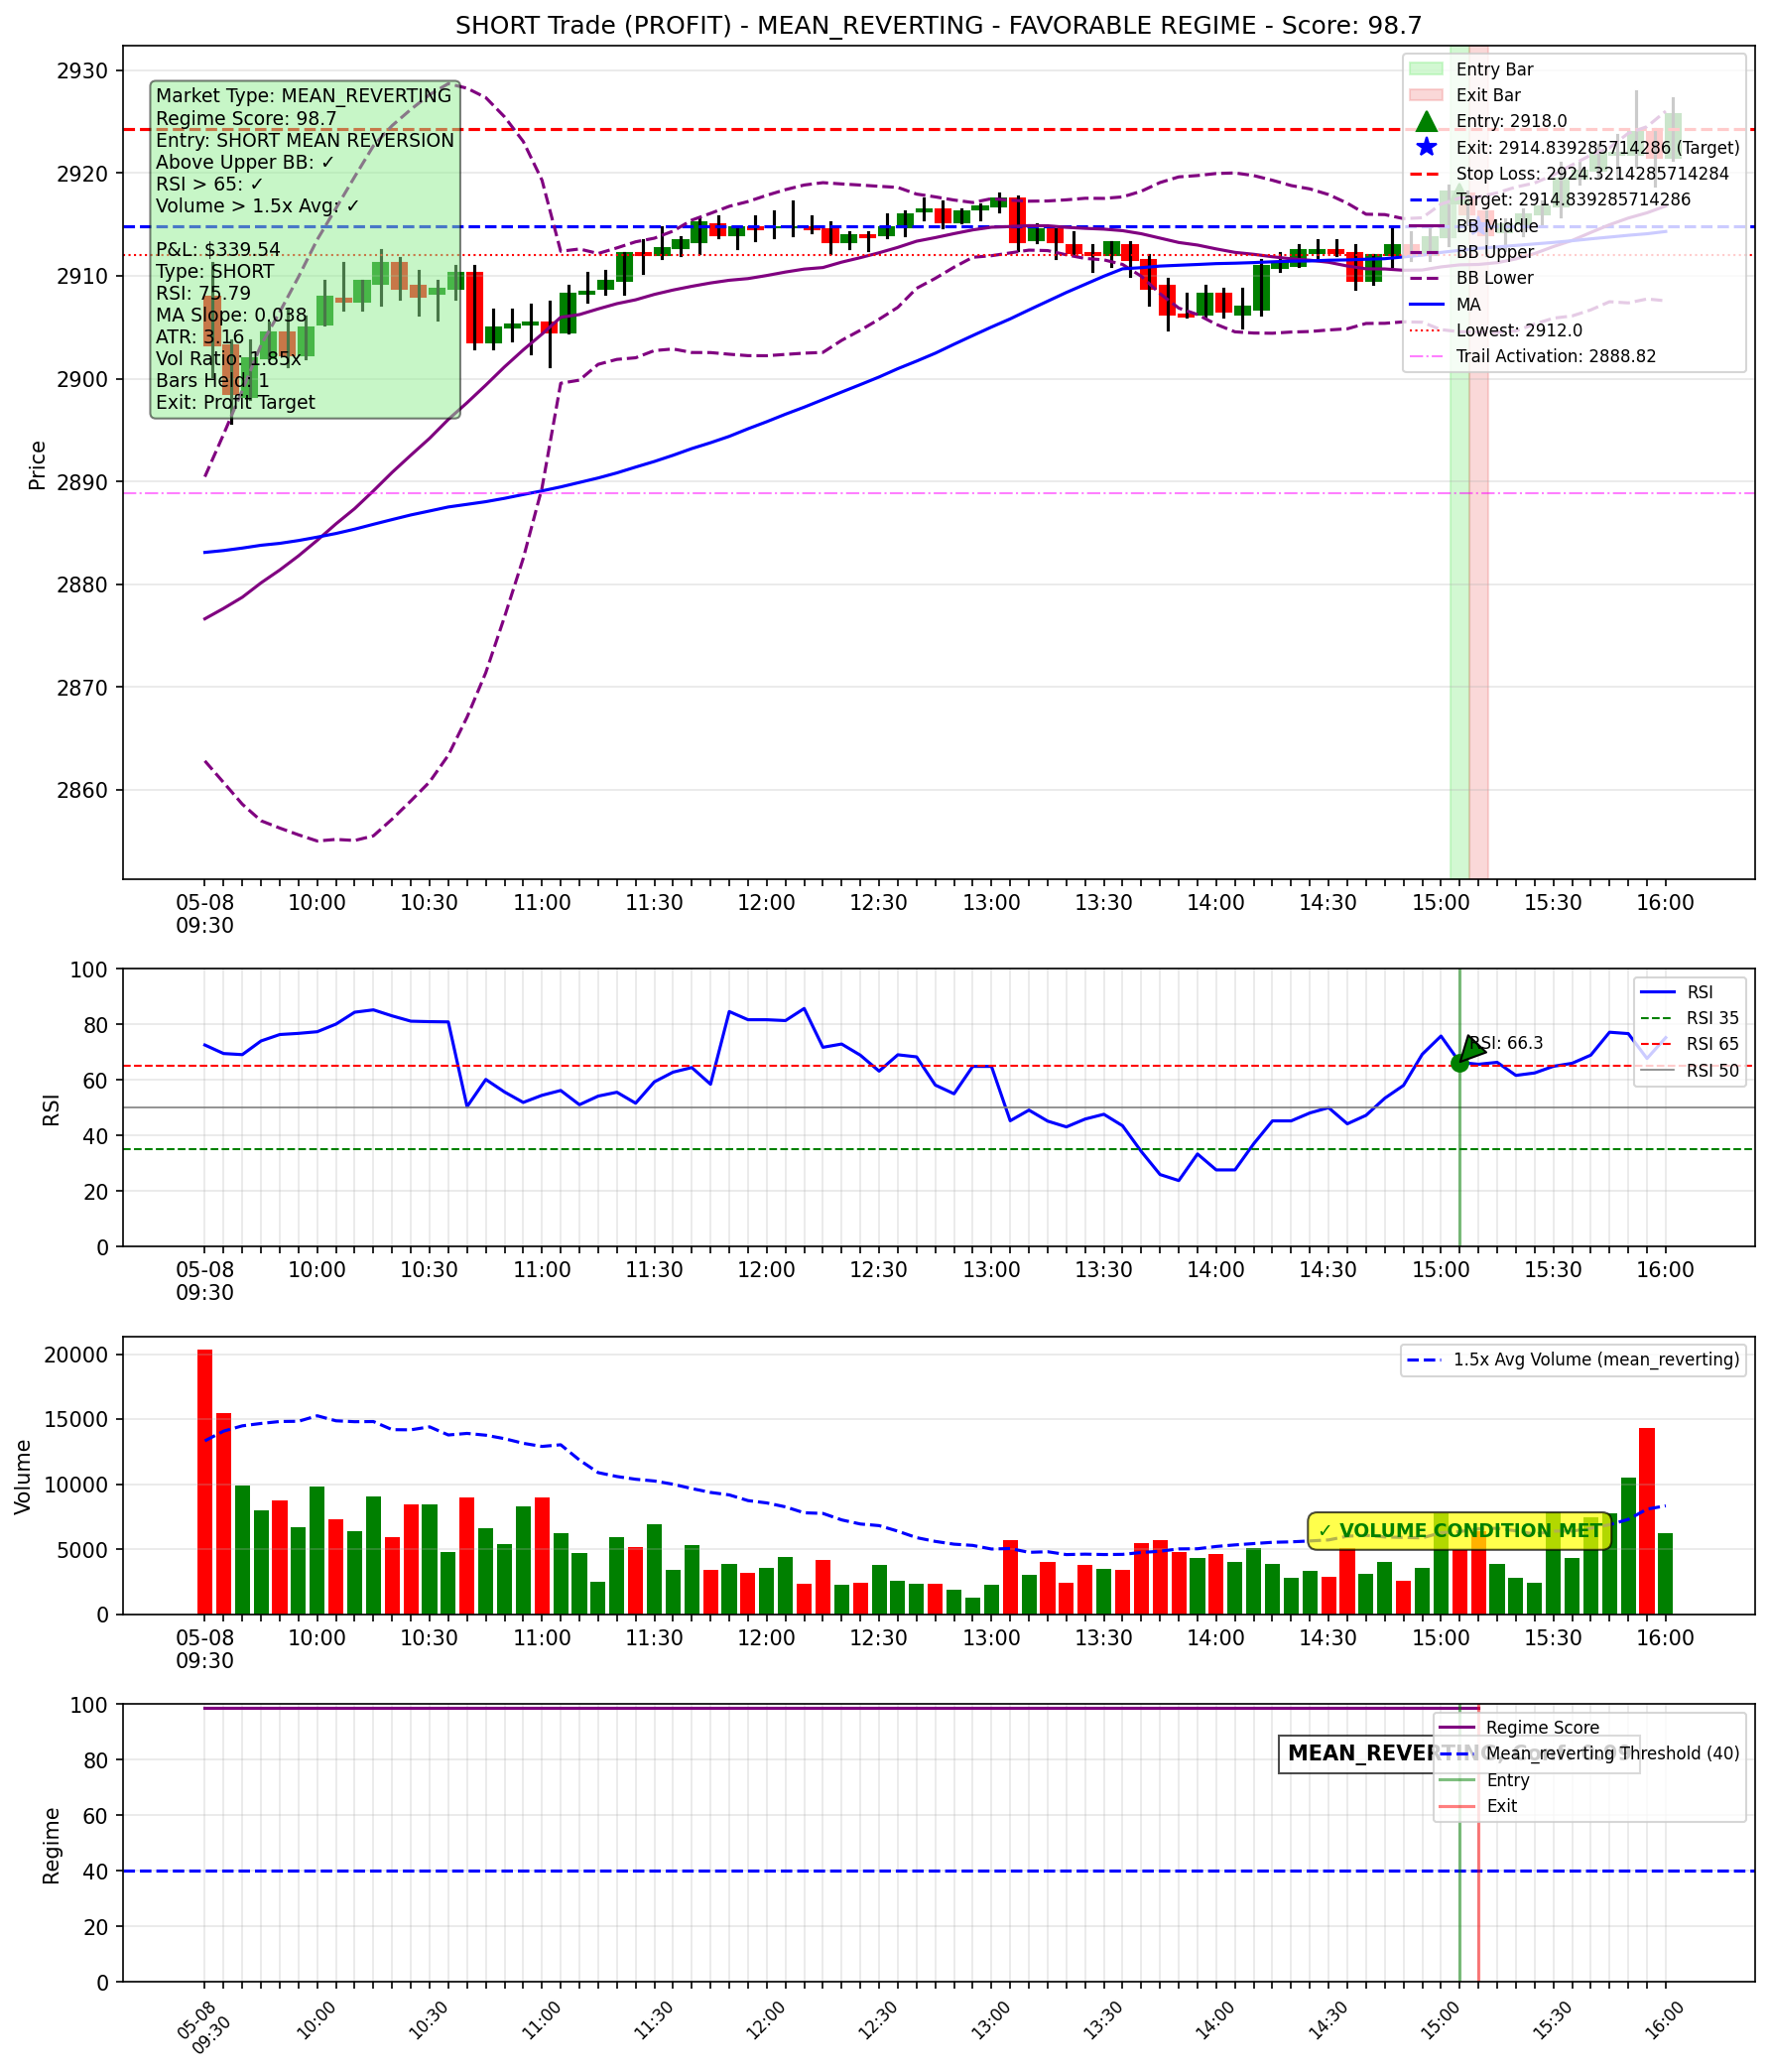 SHORT Trade (PROFIT) - MEAN_REVERTING - FAVORABLE REGIME - Score: 98.7
Price
2930
2920
2910
2900
2890
2880
2870
2860
Market Type: MEAN_REVERTING
Regime Score: 98.7
Entry: SHORT MEAN REVERSION
Above Upper BB: ✓
RSI > 65: ✓
Volume > 1.5x Avg: ✓
P&L: $339.54
Type: SHORT
RSI: 75.79
MA Slope: 0.038
ATR: 3.16
Vol Ratio: 1.85x
Bars Held: 1
Exit: Profit Target
Entry Bar
Exit Bar
Entry: 2918.0
Exit: 2914.839285714286 (Target)
Stop Loss: 2924.3214285714284
Target: 2914.839285714286
BB Middle
BB Upper
BB Lower
MA
Lowest: 2912.0
Trail Activation: 2888.82
05-08
09:30 10:00 10:30 11:00 11:30 12:00 12:30 13:00 13:30 14:00 14:30 15:00 15:30 16:00
RSI
100
80
60
40
20
0
RSI: 66.3
RSI
RSI 35
RSI 65
RSI 50
05-08
09:30 10:00 10:30 11:00 11:30 12:00 12:30 13:00 13:30 14:00 14:30 15:00 15:30 16:00
Volume
20000
15000
10000
5000
0
1.5x Avg Volume (mean_reverting)
✓ VOLUME CONDITION MET
05-08
09:30 10:00 10:30 11:00 11:30 12:00 12:30 13:00 13:30 14:00 14:30 15:00 15:30 16:00
Regime
100
80
60
40
20
0
MEAN_REVERTING
Regime Score
Mean_reverting Threshold (40)
Entry
Exit
05-08
09:30 10:00 10:30 11:00 11:30 12:00 12:30 13:00 13:30 14:00 14:30 15:00 15:30 16:00